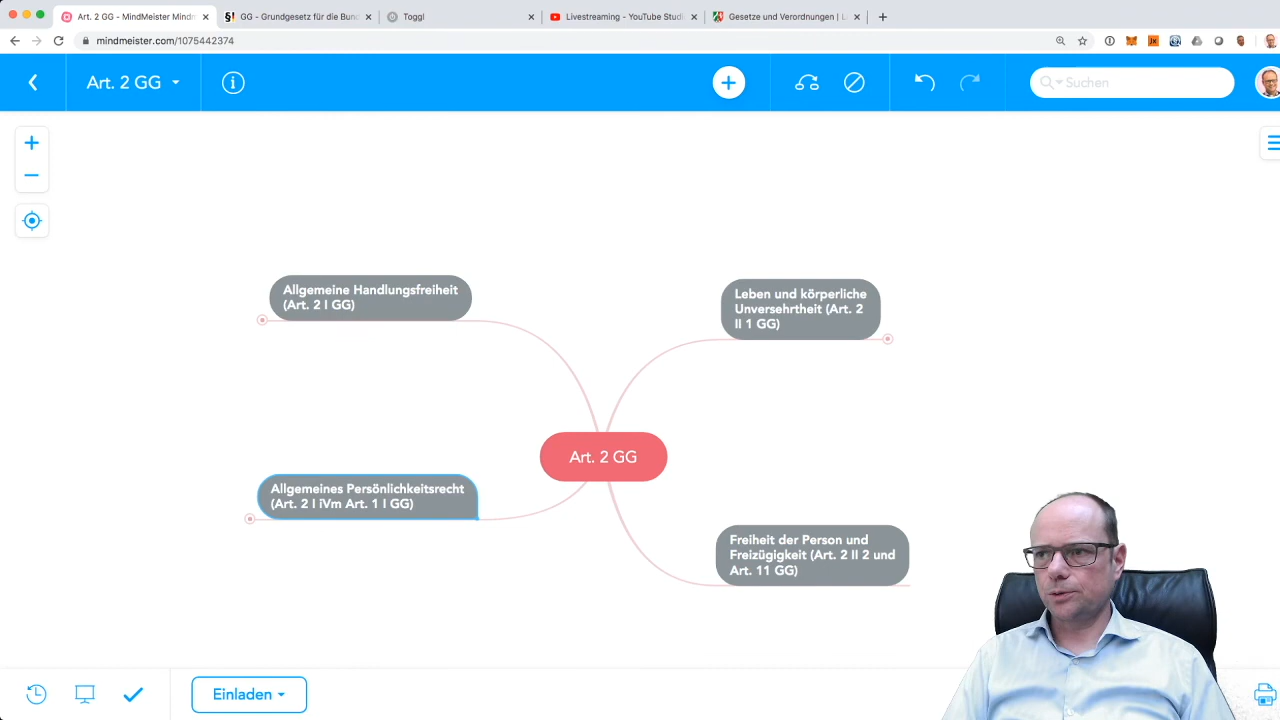 Art. 2 GG - MindMeister Mindm
GG - Grundgesetz für die Bund
Toggl
Livestreaming - YouTube Studi
Gesetze und Verordnungen | L
mindmeister.com/1075442374
Art. 2 GG
Suchen
Allgemeine Handlungsfreiheit
(Art. 2 I GG)
Leben und körperliche
Unversehrtheit (Art. 2
II 1 GG)
Art. 2 GG
Allgemeines Persönlichkeitsrecht
(Art. 2 I iVm Art. 1 I GG)
Freiheit der Person und
Freizügigkeit (Art. 2 II 2 und
Art. 11 GG)
Einladen